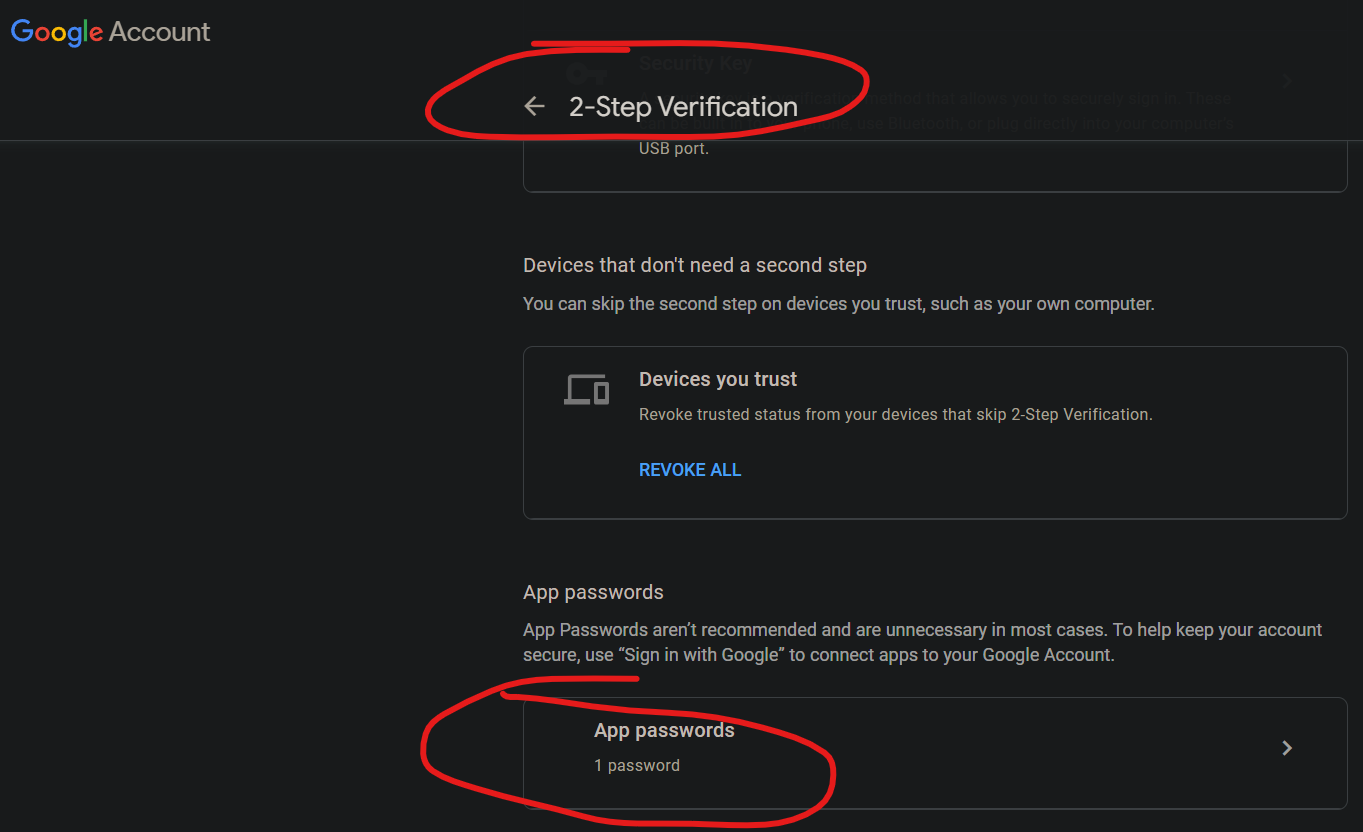 Google Account
Security Key
2-Step Verification
method that allows you to securely sign in. These
use Bluetooth, or plug directly into your computer's
USB port.
Devices that don't need a second step
You can skip the second step on devices you trust, such as your own computer.
Devices you trust
Revoke trusted status from your devices that skip 2-Step Verification.
REVOKE ALL
App passwords
App Passwords aren’t recommended and are unnecessary in most cases. To help keep your account
secure, use “Sign in with Google” to connect apps to your Google Account.
App passwords
1 password